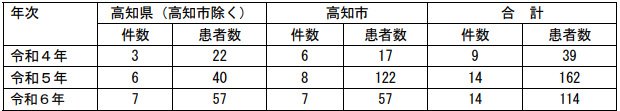 年次 高知県（高知市除く） 高知市 合　計
件数 患者数 件数 患者数 件数 患者数
令和４年 3 22 6 17 9 39
令和５年 6 40 8 122 14 162
令和６年 7 57 7 57 14 114